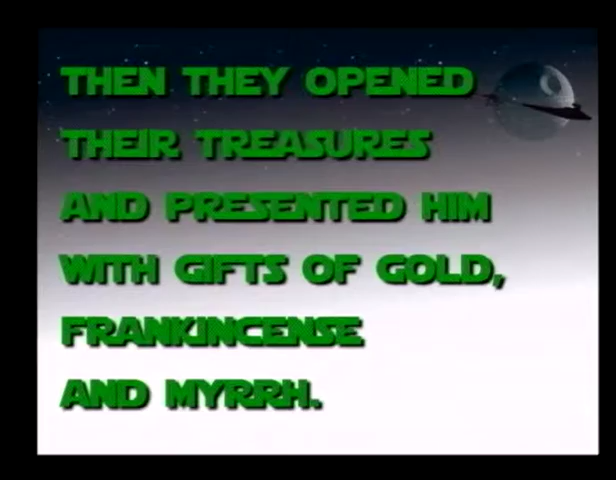 THEN THEY OPENED
THEIR TREASURES
AND PRESENTED HIM
WITH GIFTS OF GOLD,
FRANKINCENSE
AND MYRRH.